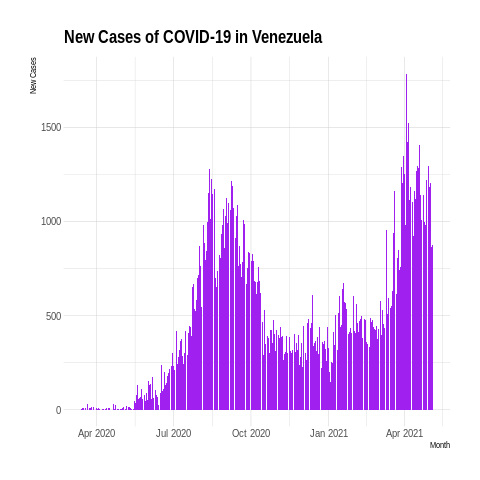 New Cases of COVID-19 in Venezuela
New Cases
1500
1000
500
0
Apr 2020 Jul 2020 Oct 2020 Jan 2021 Apr 2021
Month